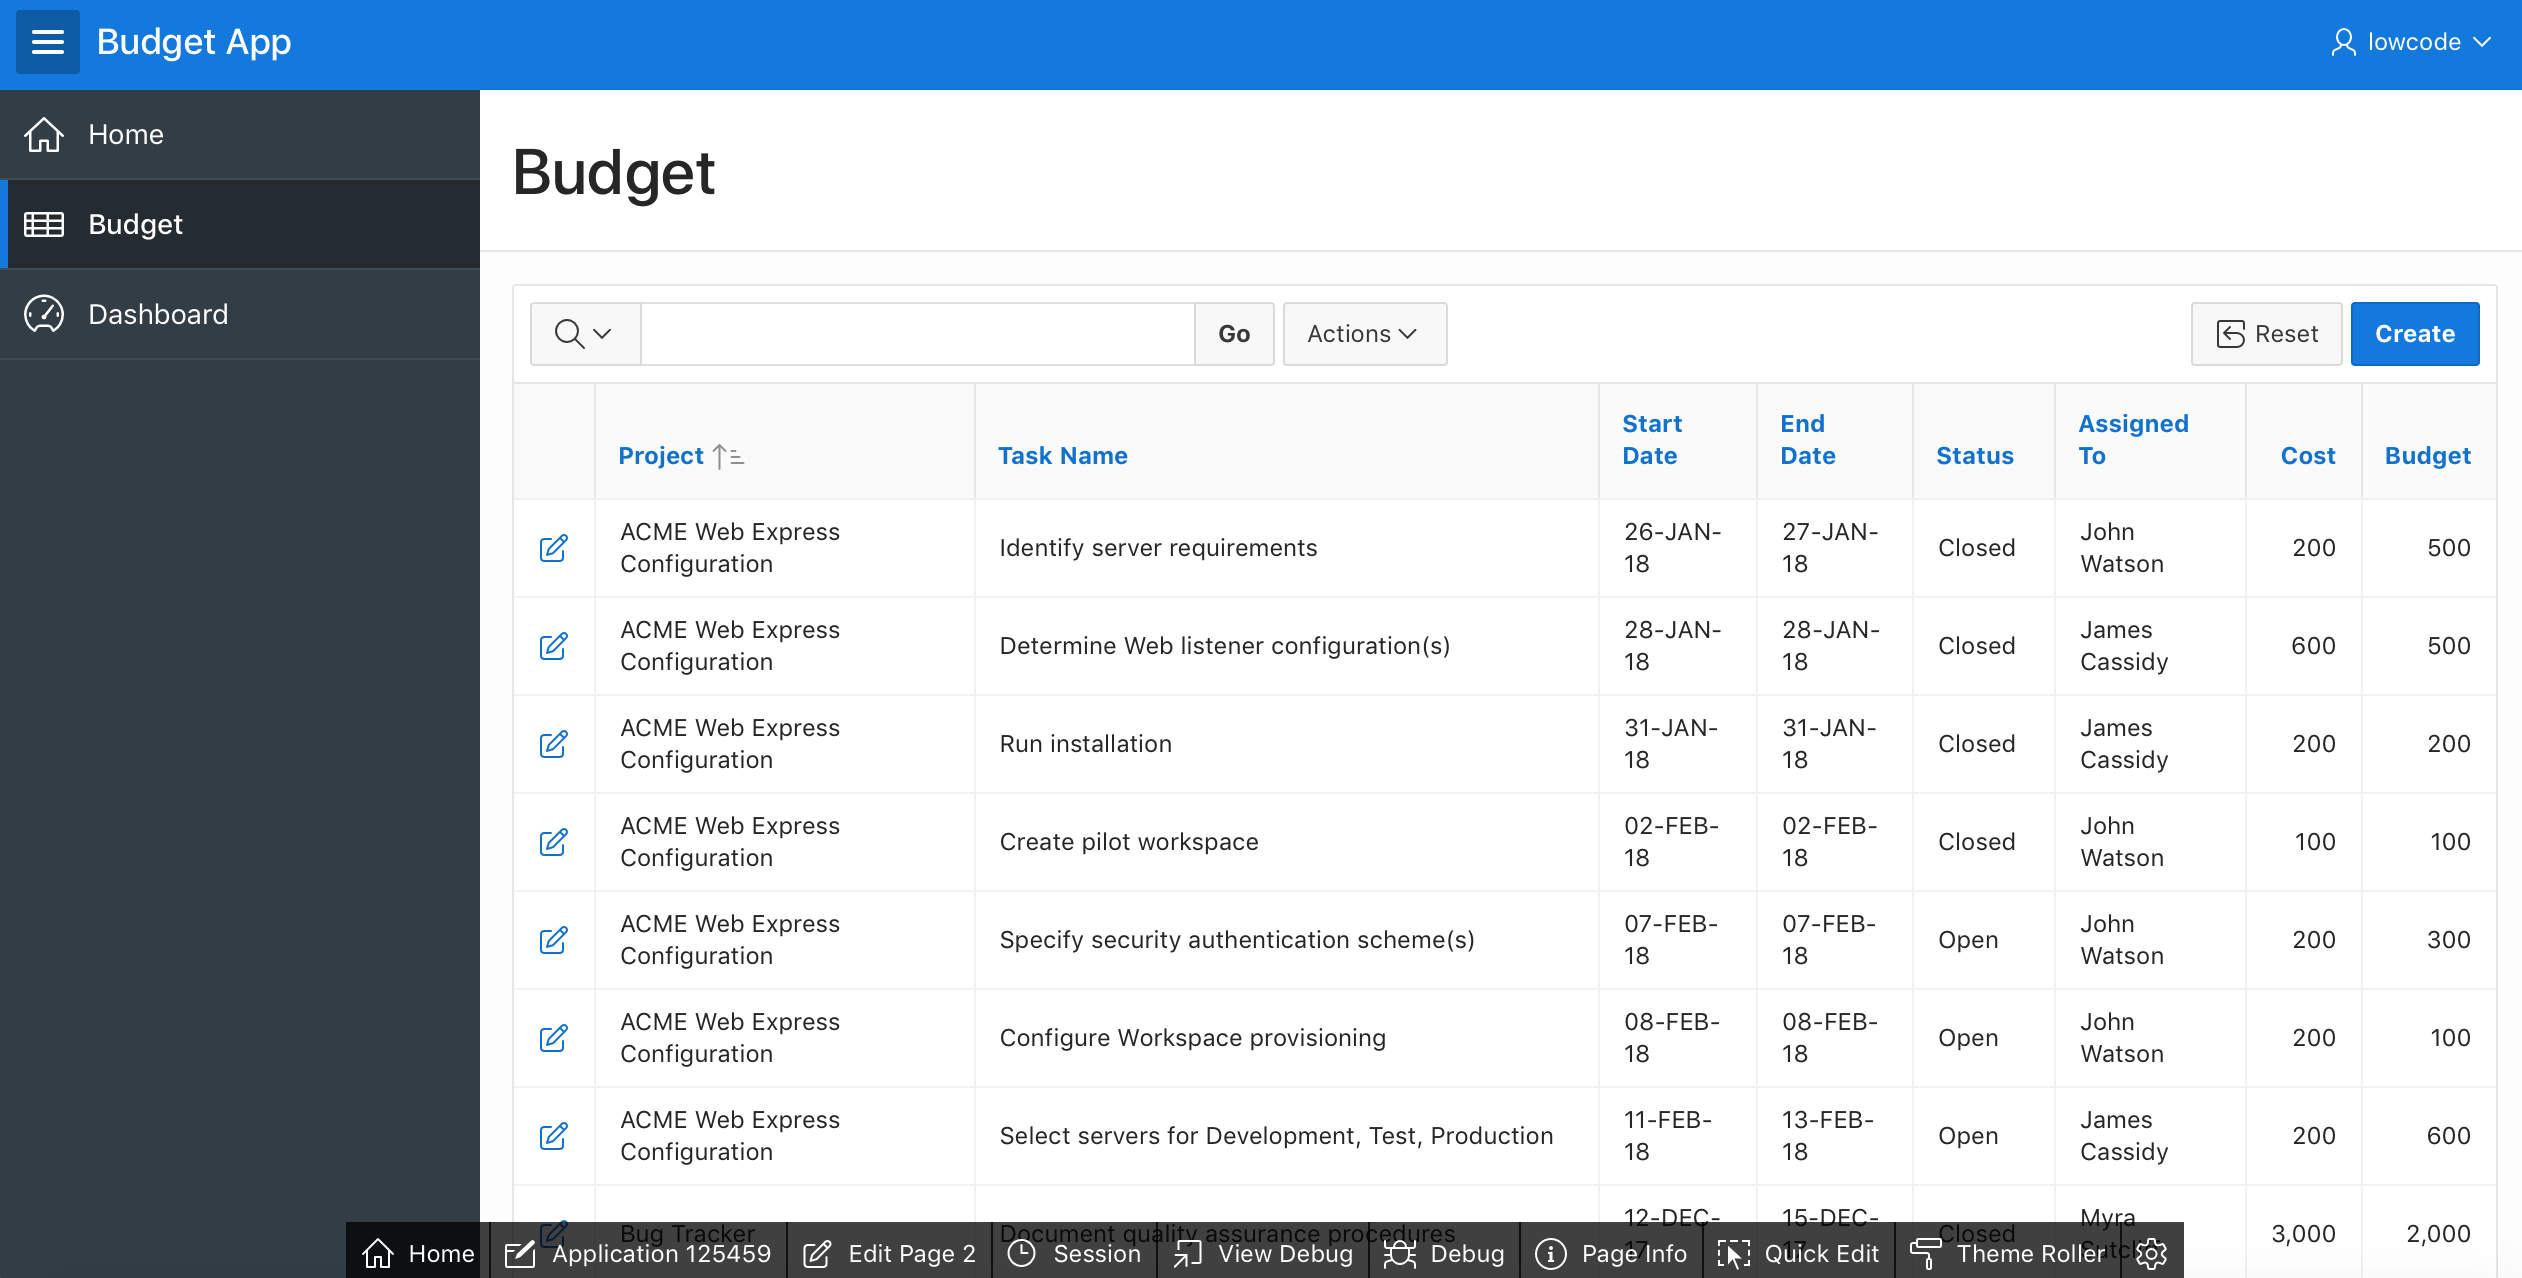 Budget App
lowcode
Home
Budget
Dashboard
Budget
Go
Actions
Reset
Create
Project
Task Name
Start
Date
End
Date
Status
Assigned
To
Cost
Budget
ACME Web Express
Configuration
Identify server requirements
26-JAN-
18
27-JAN-
18
Closed
John
Watson
200
500
ACME Web Express
Configuration
Determine Web listener configuration(s)
28-JAN-
18
28-JAN-
18
Closed
James
Cassidy
600
500
ACME Web Express
Configuration
Run installation
31-JAN-
18
31-JAN-
18
Closed
James
Cassidy
200
200
ACME Web Express
Configuration
Create pilot workspace
02-FEB-
18
02-FEB-
18
Closed
John
Watson
100
100
ACME Web Express
Configuration
Specify security authentication scheme(s)
07-FEB-
18
07-FEB-
18
Open
John
Watson
200
300
ACME Web Express
Configuration
Configure Workspace provisioning
08-FEB-
18
08-FEB-
18
Open
John
Watson
200
100
ACME Web Express
Configuration
Select servers for Development, Test, Production
11-FEB-
18
13-FEB-
18
Open
James
Cassidy
200
600
Bug Tracker
Document quality assurance procedures
12-DEC-
15-DEC-
Closed
Myra
3,000
2,000
Home
Application 125459
Edit Page 2
Session
View Debug
Debug
Page Info
Quick Edit
Theme Roller